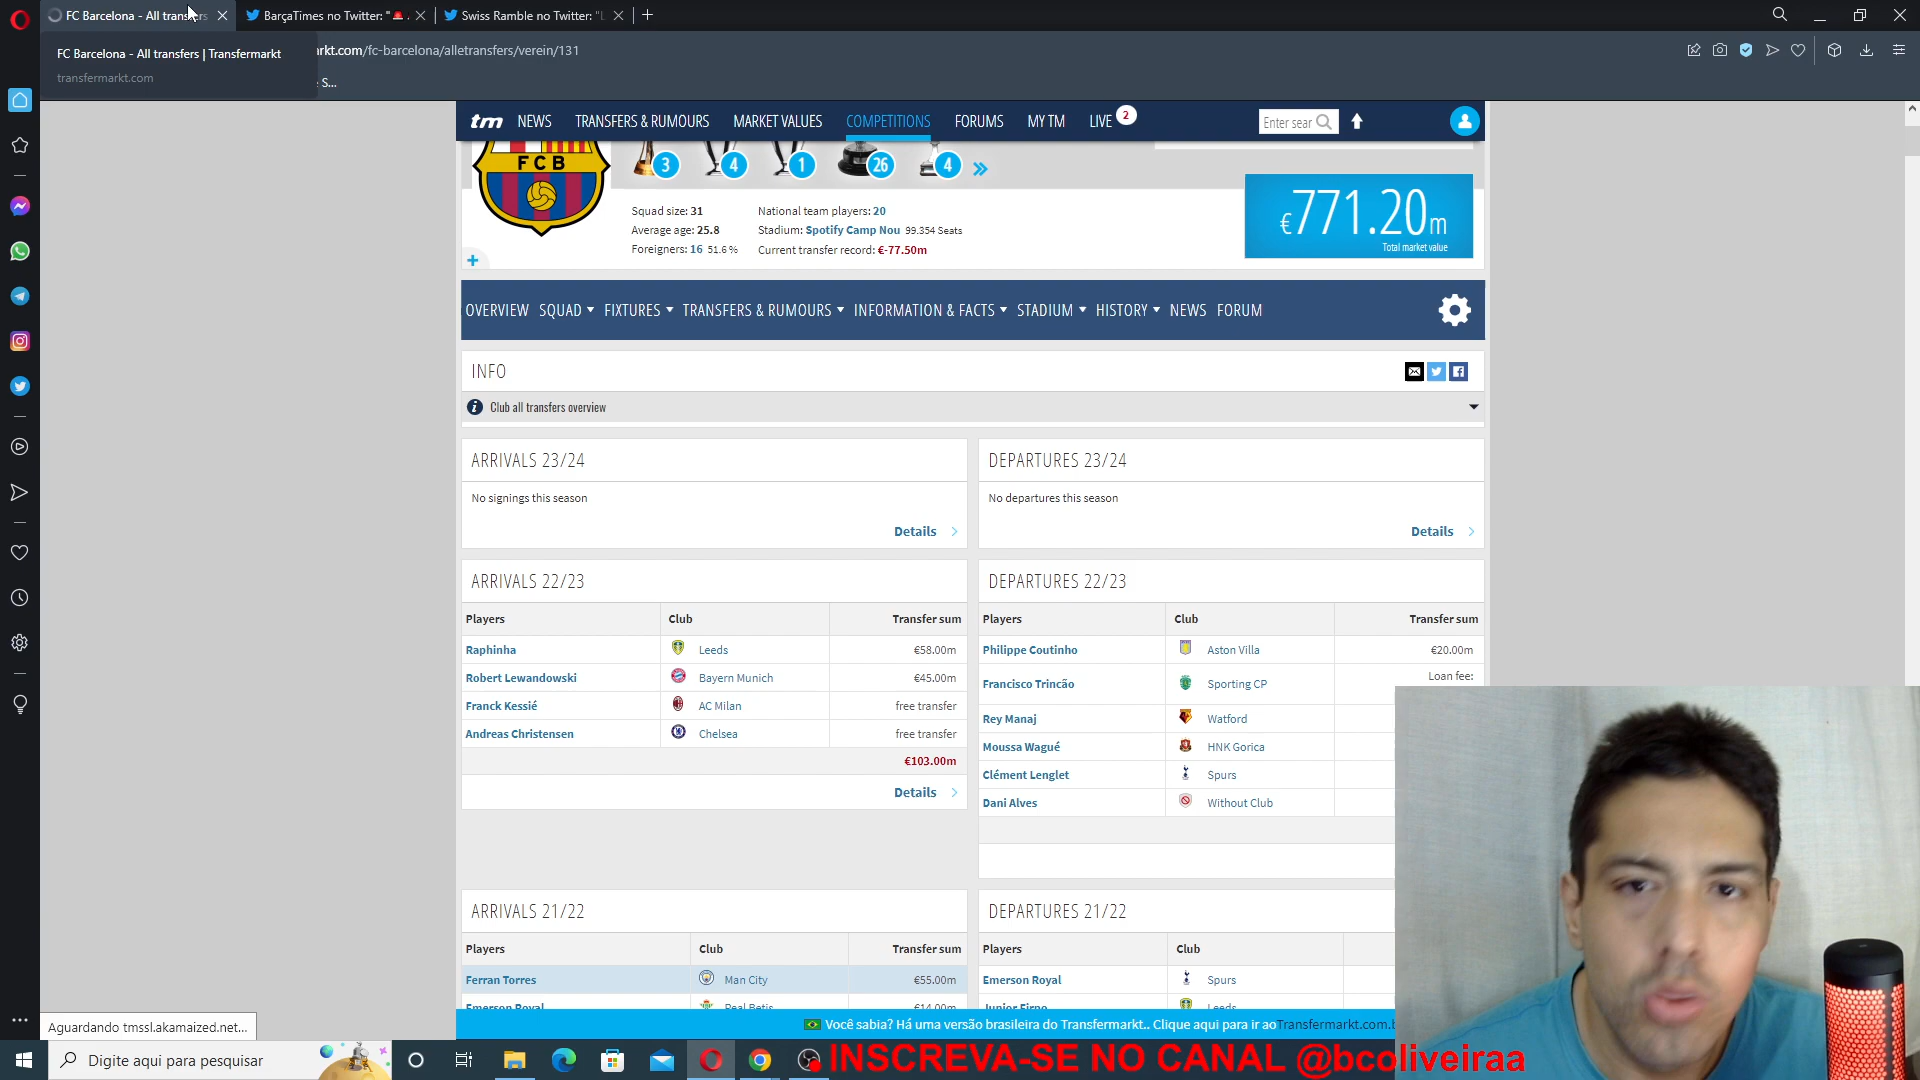 FC Barcelona - All transfers
BarçaTimes no Twitter: "🚨
Swiss Ramble no Twitter: "L
FC Barcelona - All transfers | Transfermarkt
transfermarkt.com
rkt.com/fc-barcelona/alletransfers/verein/131
S...
tm NEWS TRANSFERS & RUMOURS MARKET VALUES COMPETITIONS FORUMS MY TM LIVE 2
Enter sear
FCB
3 4 1 26 4
Squad size: 31
Average age: 25.8
Foreigners: 16 51.6 %
National team players: 20
Stadium: Spotify Camp Nou 99.354 Seats
Current transfer record: €-77.50m
€771.20m
Total market value
OVERVIEW SQUAD FIXTURES TRANSFERS & RUMOURS INFORMATION & FACTS STADIUM HISTORY NEWS FORUM
INFO
Club all transfers overview
ARRIVALS 23/24
No signings this season
Details
DEPARTURES 23/24
No departures this season
Details
ARRIVALS 22/23
Players Club Transfer sum
Raphinha Leeds €58.00m
Robert Lewandowski Bayern Munich €45.00m
Franck Kessié AC Milan free transfer
Andreas Christensen Chelsea free transfer
€103.00m
Details
DEPARTURES 22/23
Players Club Transfer sum
Philippe Coutinho Aston Villa €20.00m
Francisco Trincão Sporting CP Loan fee:
Rey Manaj Watford
Moussa Wagué HNK Gorica
Clément Lenglet Spurs
Dani Alves Without Club
ARRIVALS 21/22
Players Club Transfer sum
Ferran Torres Man City €55.00m
Emerson Royal Real Betis €14.00m
DEPARTURES 21/22
Players Club
Emerson Royal Spurs
Junior Firpo Leeds
Você sabia? Há uma versão brasileira do Transfermarkt.. Clique aqui para ir ao Transfermarkt.com.b
Aguardando tmssl.akamaized.net...
Digite aqui para pesquisar
INSCREVA-SE NO CANAL @bcoliveiraa